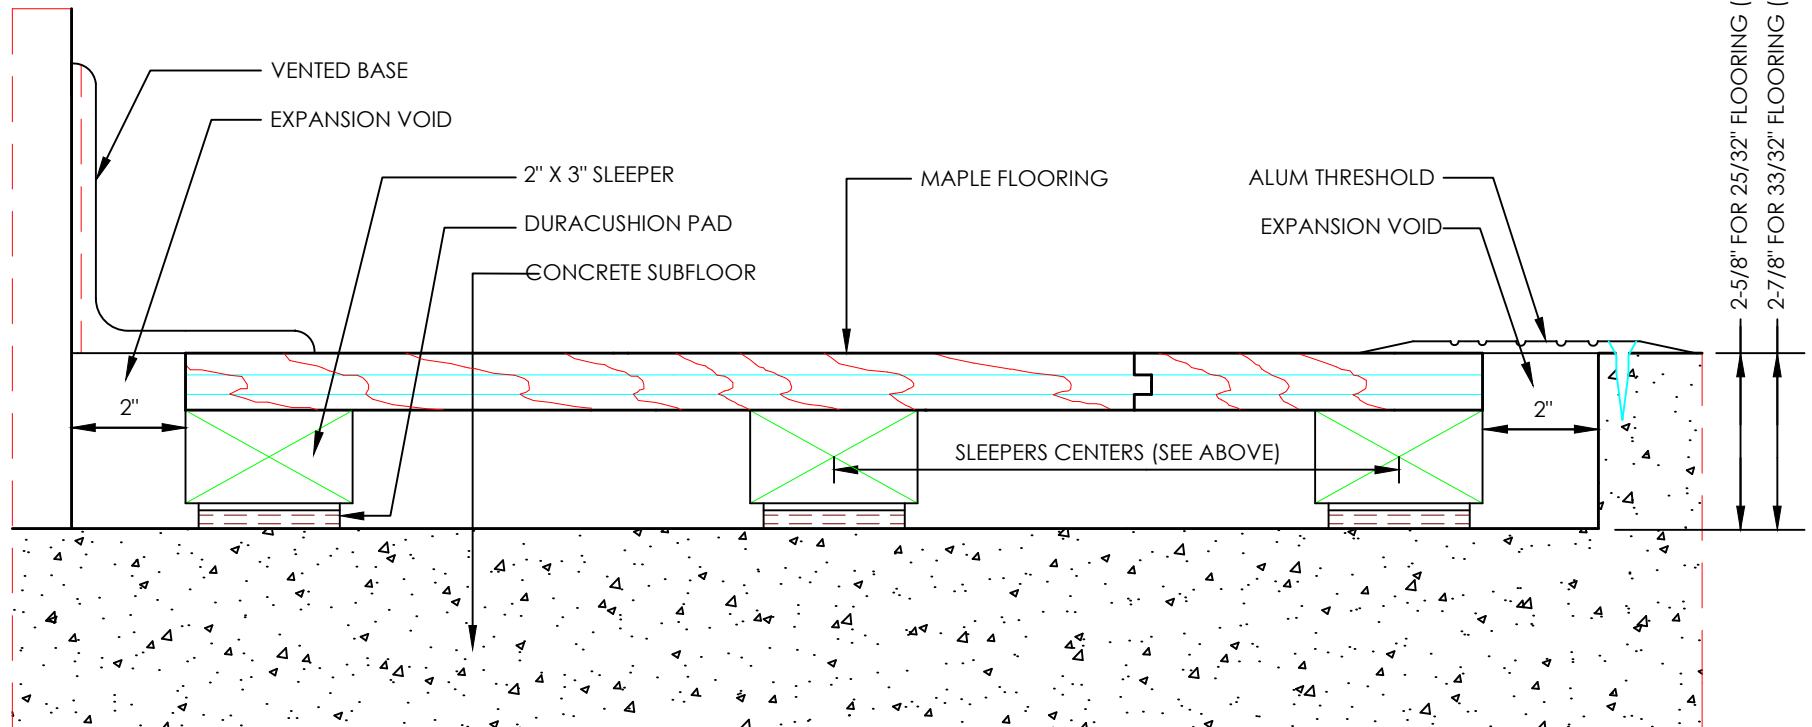 VENTED BASE
EXPANSION VOID
2" X 3" SLEEPER
DURACUSHION PAD
CONCRETE SUBFLOOR
MAPLE FLOORING
ALUM THRESHOLD
EXPANSION VOID
2"
SLEEPERS CENTERS (SEE ABOVE)
2"
2-5/8" FOR 25/32" FLOORING (
2-7/8" FOR 33/32" FLOORING (